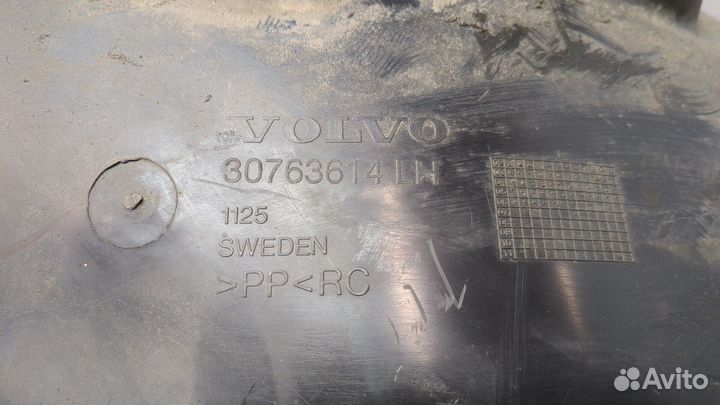 VOLVO
30763614 LH
1125
SWEDEN
>PP<RC
Avito